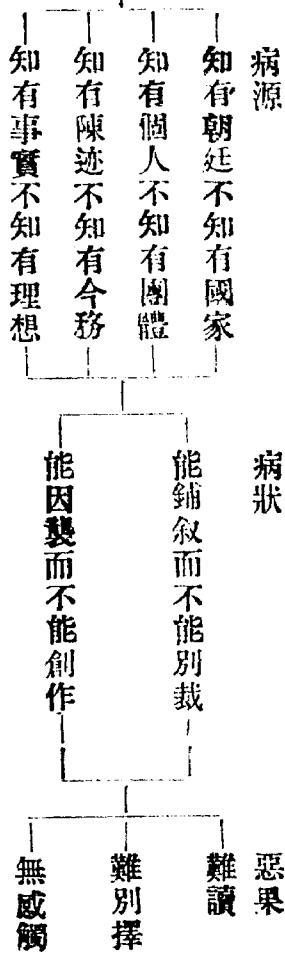 病源
知有朝廷不知有國家
知有個人不知有團體
知有陳迹不知有今務
知有事實不知有理想
病狀
能鋪叙而不能別裁
能因襲而不能創作
惡果
難讀
難別擇
無感觸